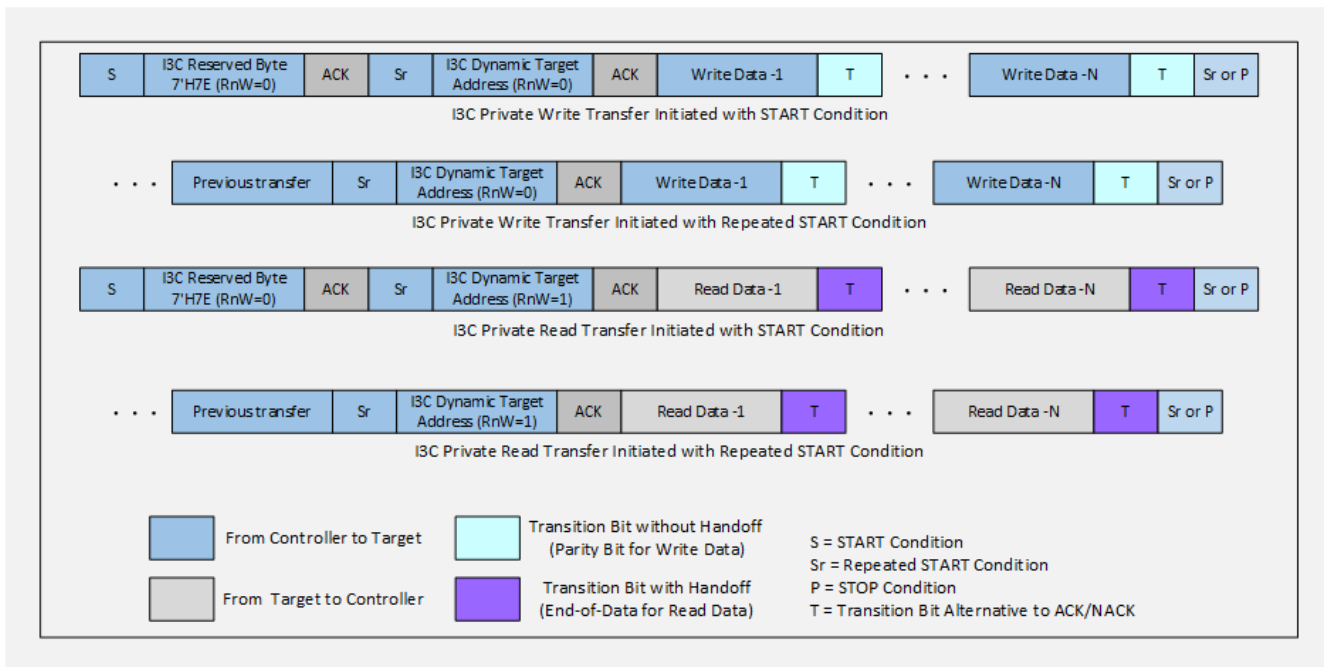 S I3C Reserved Byte 7'H7E (RnW=0) ACK Sr I3C Dynamic Target Address (RnW=0) ACK Write Data -1 T . . . Write Data -N T Sr or P
I3C Private Write Transfer Initiated with START Condition
. . . Previous transfer Sr I3C Dynamic Target Address (RnW=0) ACK Write Data -1 T . . . Write Data -N T Sr or P
I3C Private Write Transfer Initiated with Repeated START Condition
S I3C Reserved Byte 7'H7E (RnW=0) ACK Sr I3C Dynamic Target Address (RnW=1) ACK Read Data -1 T . . . Read Data -N T Sr or P
I3C Private Read Transfer Initiated with START Condition
. . . Previous transfer Sr I3C Dynamic Target Address (RnW=1) ACK Read Data -1 T . . . Read Data -N T Sr or P
I3C Private Read Transfer Initiated with Repeated START Condition
From Controller to Target
From Target to Controller
Transition Bit without Handoff
(Parity Bit for Write Data)
Transition Bit with Handoff
(End-of-Data for Read Data)
S = START Condition
Sr = Repeated START Condition
P = STOP Condition
T = Transition Bit Alternative to ACK/NACK